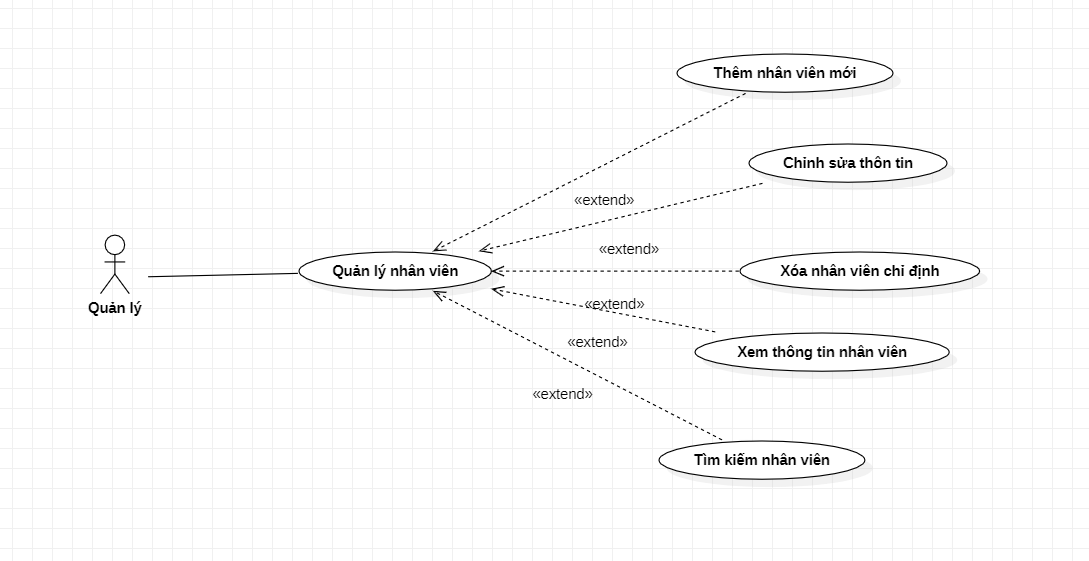 Thêm nhân viên mới
Chỉnh sửa thôn tin
«extend»
«extend»
Quản lý nhân viên
Xóa nhân viên chỉ định
Quản lý
«extend»
«extend»
Xem thông tin nhân viên
«extend»
Tìm kiếm nhân viên